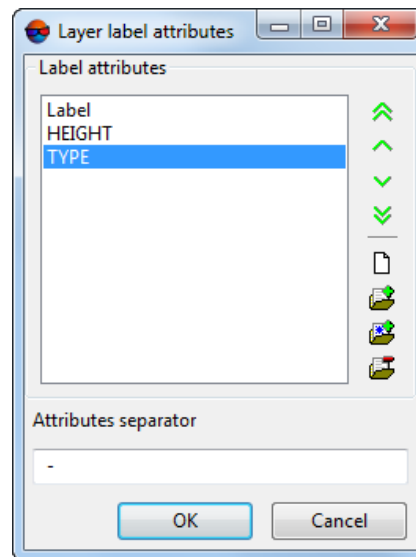 Layer label attributes
Label attributes
Label
HEIGHT
TYPE
Attributes separator
-
OK
Cancel